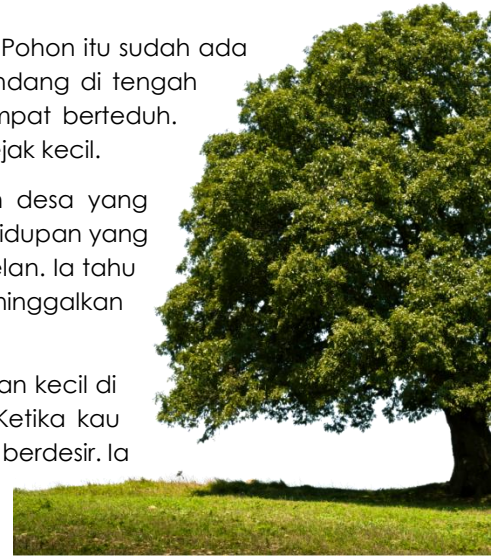 Pohon itu sudah ada
ndang di tengah
mpat berteduh.
ejak kecil.
desa yang
idupan yang
elan. Ia tahu
ninggalkan
an kecil di
Ketika kau
berdesir. Ia